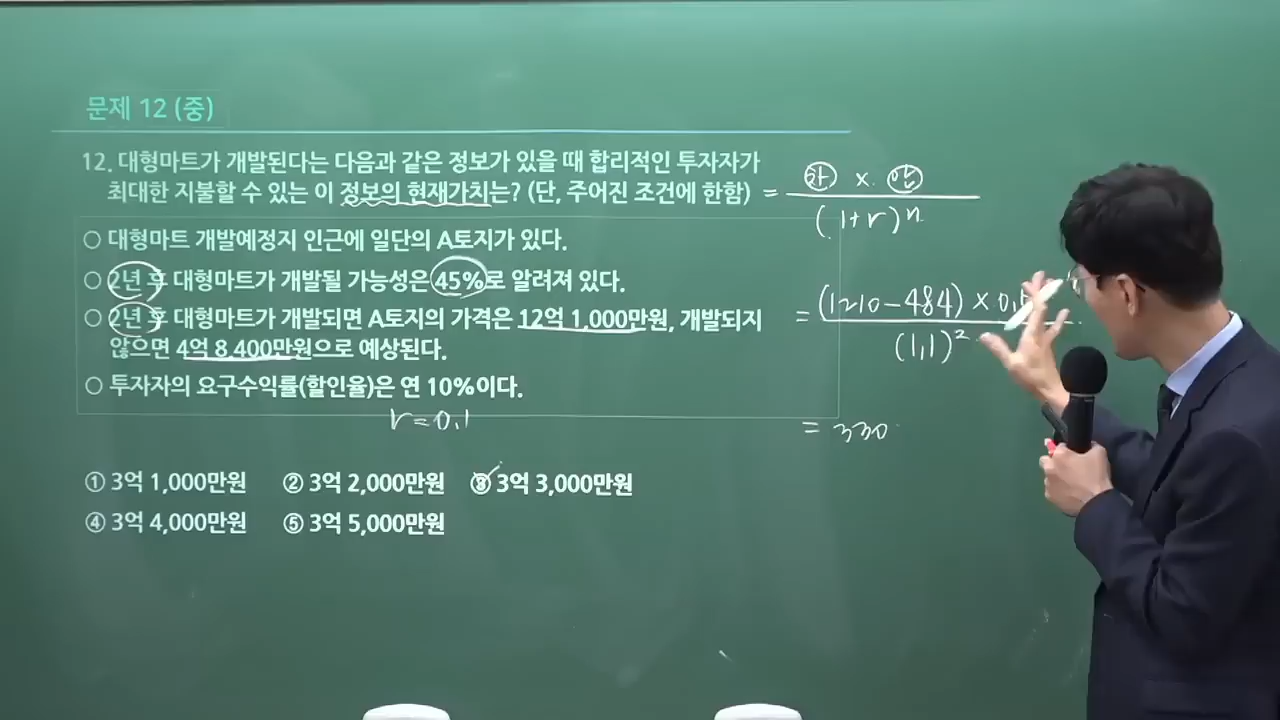 문제 12 (중)
12. 대형마트가 개발된다는 다음과 같은 정보가 있을 때 합리적인 투자자가
최대한 지불할 수 있는 이 정보의 현재가치는? (단, 주어진 조건에 한함)
○ 대형마트 개발예정지 인근에 일단의 A토지가 있다.
○ 2년 후 대형마트가 개발될 가능성은 45%로 알려져 있다.
○ 2년 후 대형마트가 개발되면 A토지의 가격은 12억 1,000만원, 개발되지
않으면 4억 8,400만원으로 예상된다.
○ 투자자의 요구수익률(할인율)은 연 10%이다.
r = 0.1
① 3억 1,000만원 ② 3억 2,000만원 ③ 3억 3,000만원
④ 3억 4,000만원 ⑤ 3억 5,000만원
= x
(1+r)ⁿ
= (1210-484) × 0.
(1.1)²
= 330